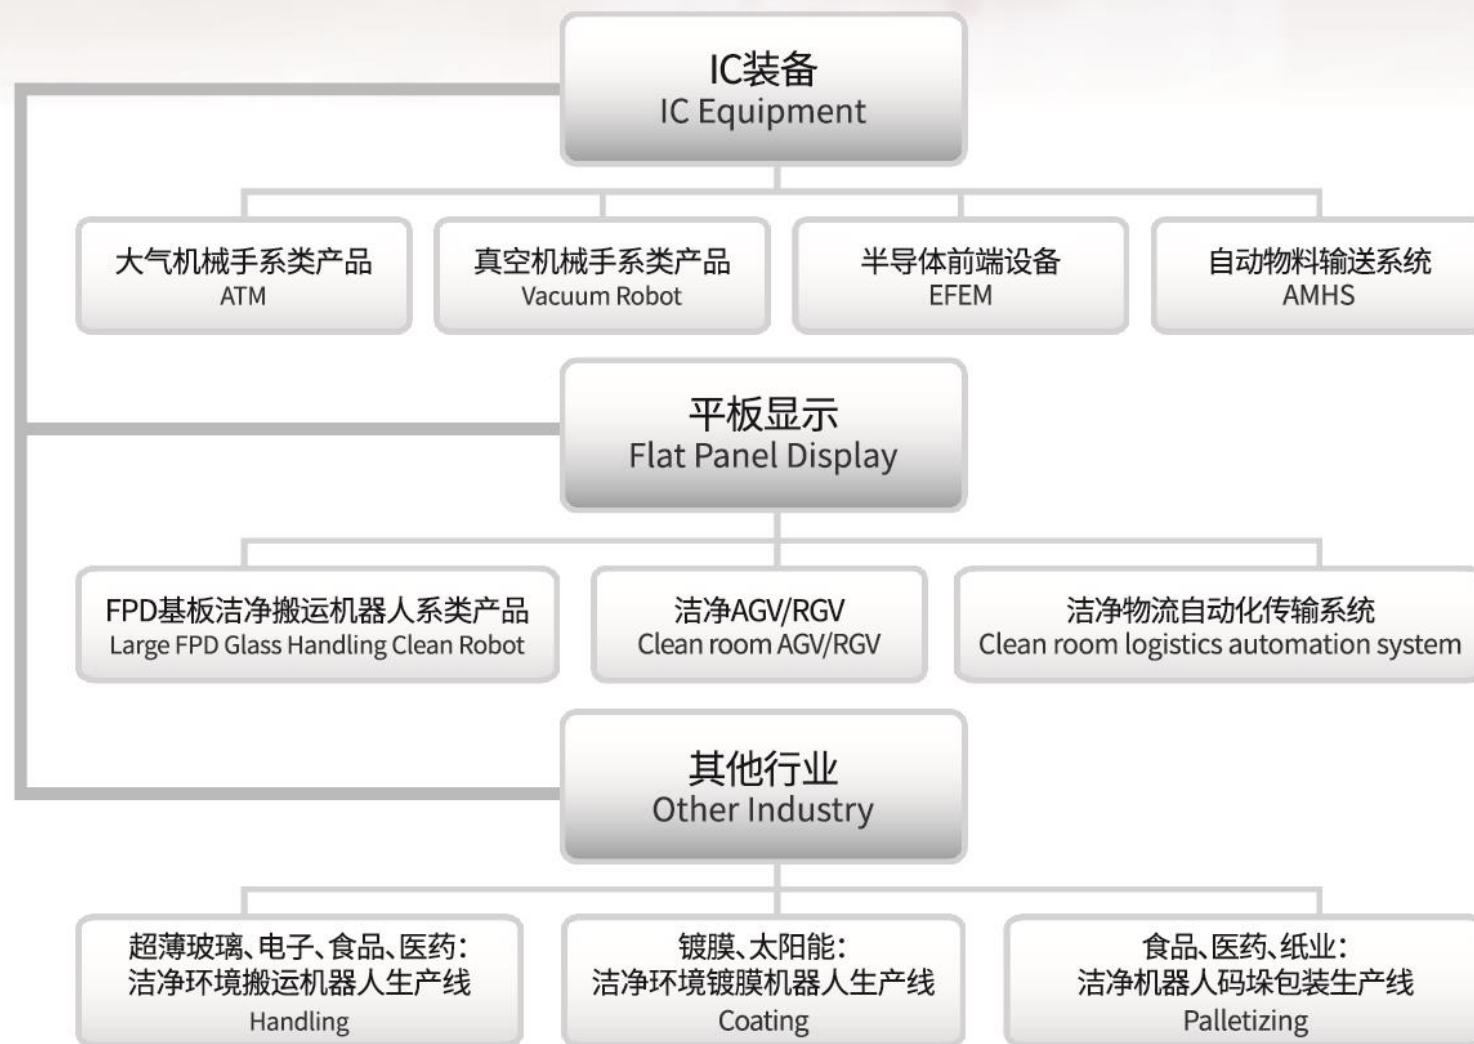 IC装备
IC Equipment
大气机械手系类产品
ATM
真空机械手系类产品
Vacuum Robot
半导体前端设备
EFEM
自动物料输送系统
AMHS
平板显示
Flat Panel Display
FPD基板洁净搬运机器人系类产品
Large FPD Glass Handling Clean Robot
洁净AGV/RGV
Clean room AGV/RGV
洁净物流自动化传输系统
Clean room logistics automation system
其他行业
Other Industry
超薄玻璃、电子、食品、医药：
洁净环境搬运机器人生产线
Handling
镀膜、太阳能：
洁净环境镀膜机器人生产线
Coating
食品、医药、纸业：
洁净机器人码垛包装生产线
Palletizing